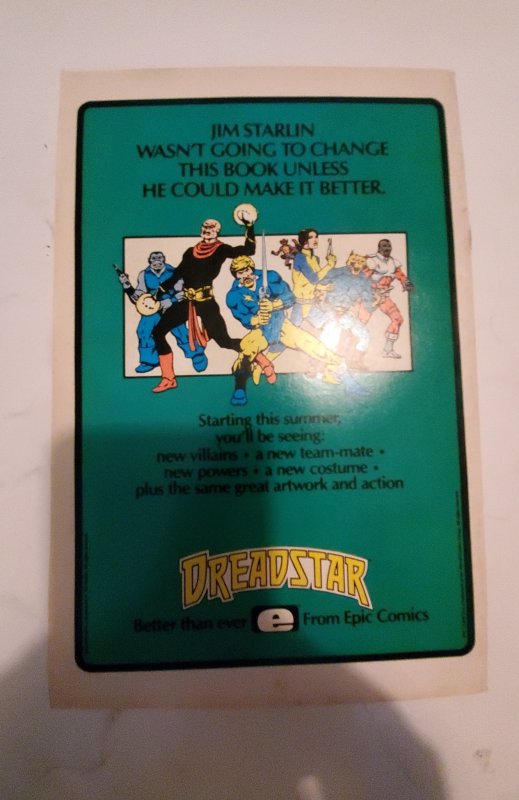 JIM STARLIN
WASN'T GOING TO CHANGE
THIS BOOK UNLESS
HE COULD MAKE IT BETTER.
Starting this summer,
you'll be seeing:
new villains • a new team-mate •
new powers • a new costume •
plus the same great artwork and action
DREADSTAR
Better than ever e From Epic Comics